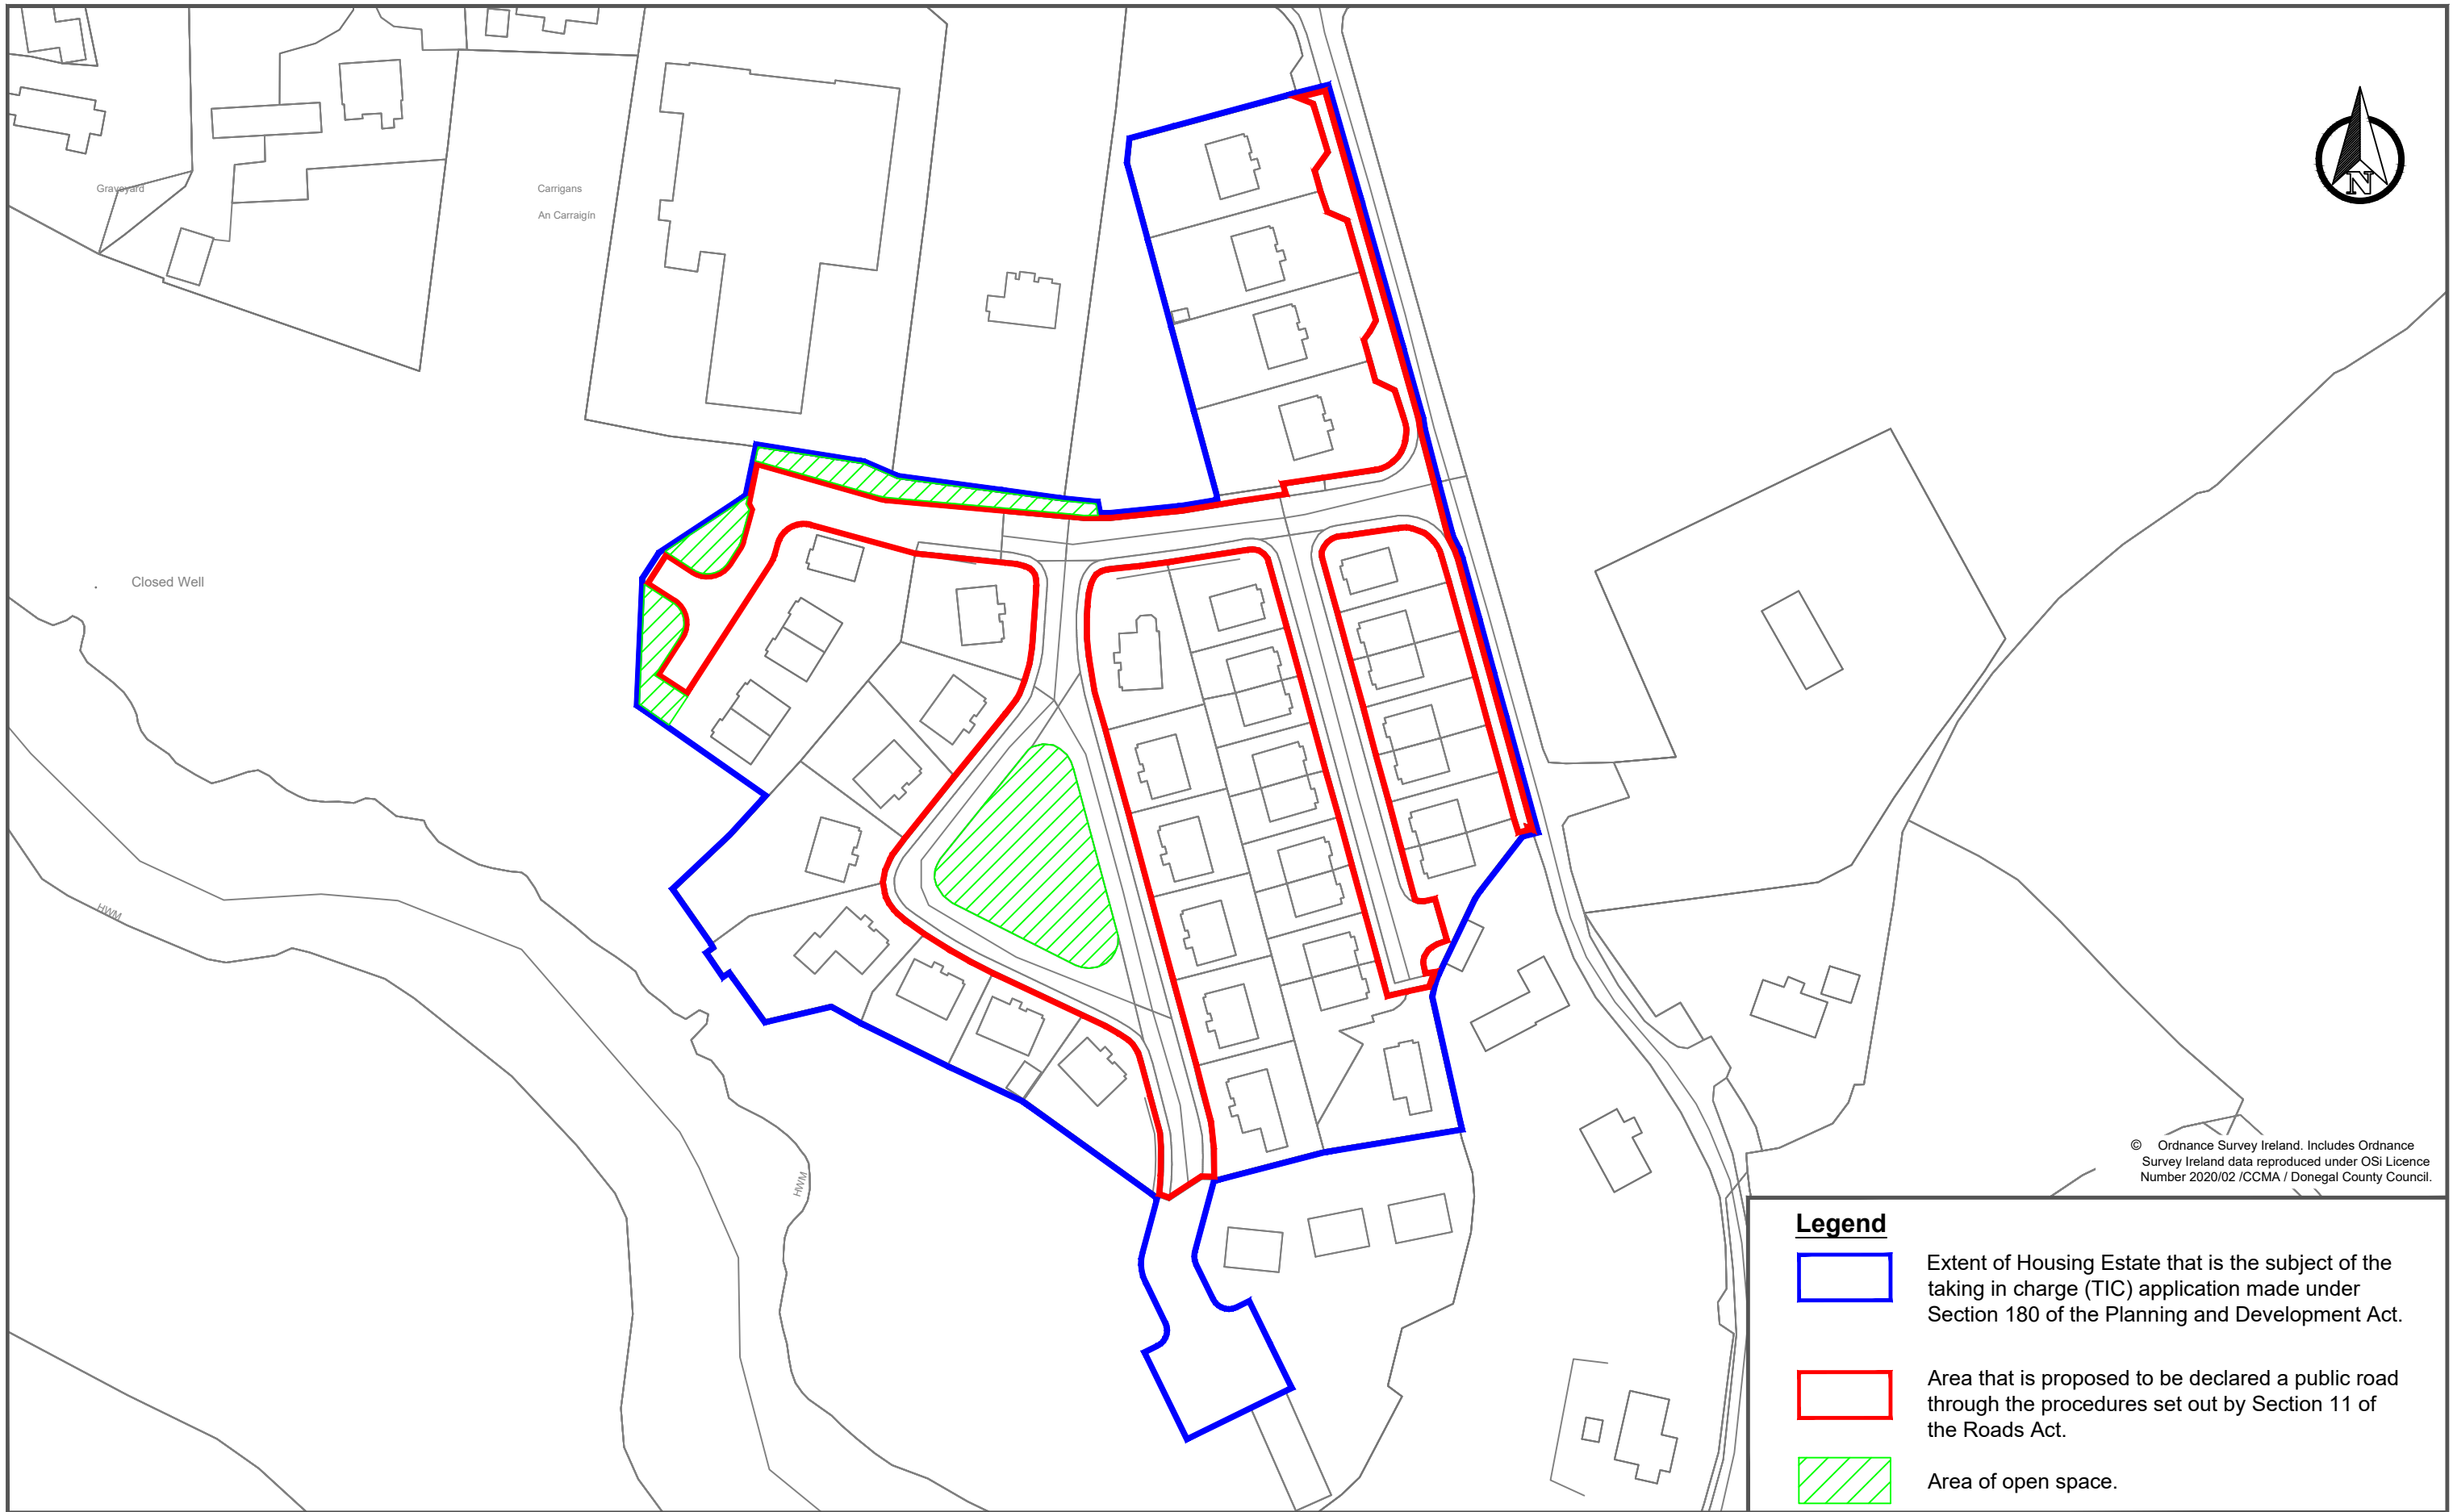 N
Graveyard
Carrigans
An Carraigín
Closed Well
HWM
HWM
© Ordnance Survey Ireland. Includes Ordnance
Survey Ireland data reproduced under OSi Licence
Number 2020/02 /CCMA / Donegal County Council.
Legend
Extent of Housing Estate that is the subject of the
taking in charge (TIC) application made under
Section 180 of the Planning and Development Act.
Area that is proposed to be declared a public road
through the procedures set out by Section 11 of
the Roads Act.
Area of open space.